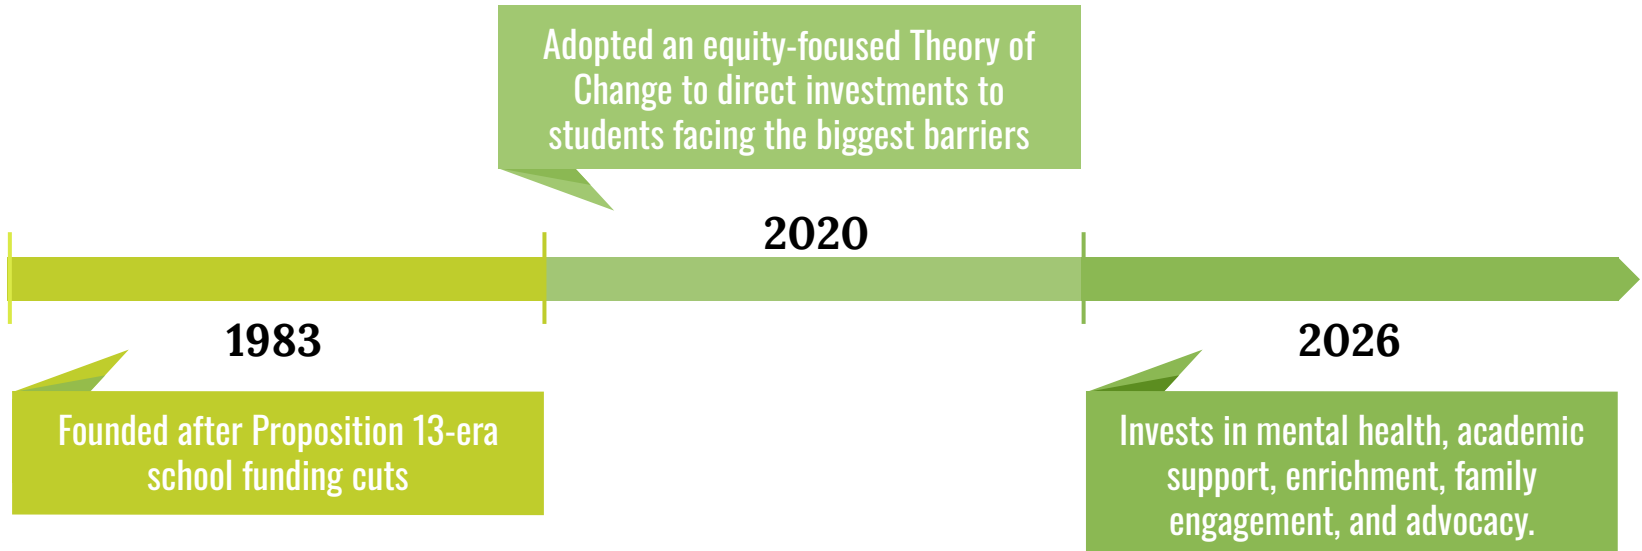 Adopted an equity-focused Theory of
Change to direct investments to
students facing the biggest barriers
2020
1983
2026
Founded after Proposition 13-era
school funding cuts
Invests in mental health, academic
support, enrichment, family
engagement, and advocacy.